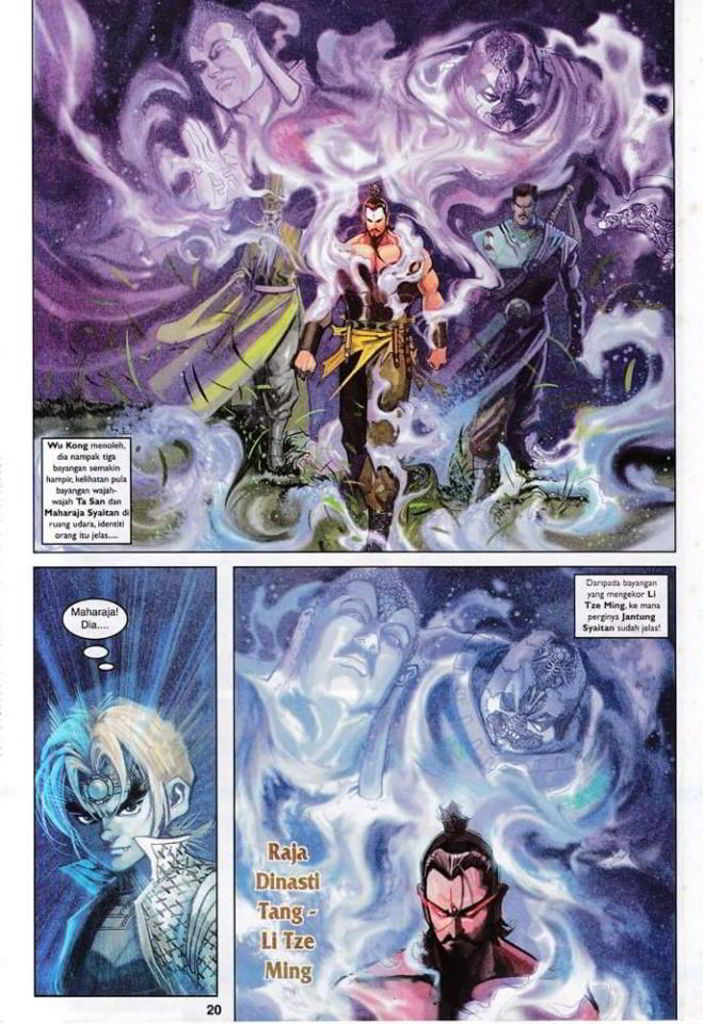 Wu Kong menoleh,
dia nampak tiga
bayangan semakin
hampir, kelihatan pula
bayangan wajah-
wajah Ta San dan
Maharaja Syaitan di
ruang udara, identiti
orang itu jelas....
Maharaja!
Dia....
Daripada bayangan
yang mengekor Li
Tze Ming, ke mana
perginya Jantung
Syaitan sudah jelas!
Raja
Dinasti
Tang -
Li Tze
Ming
20